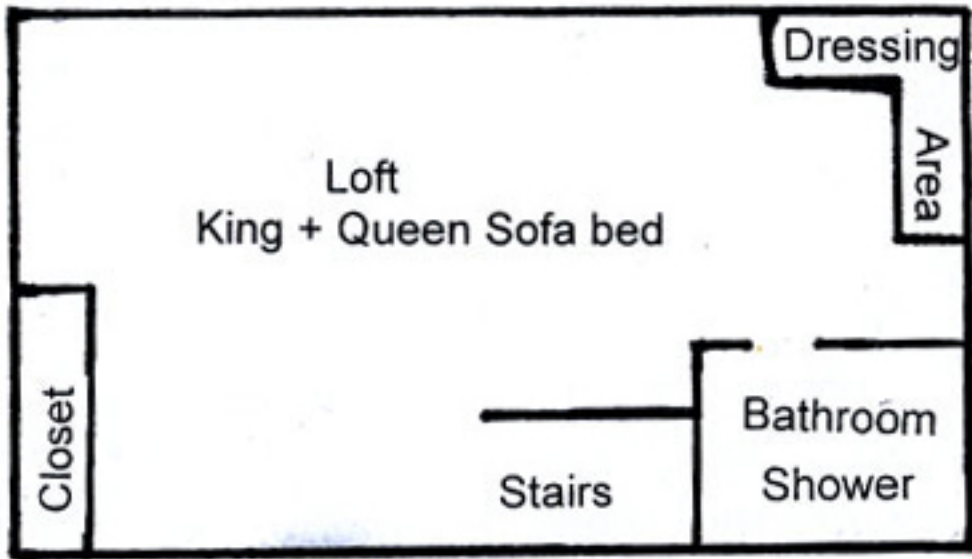 Dressing
Area
Loft
King + Queen Sofa bed
Closet
Stairs
Bathroom
Shower